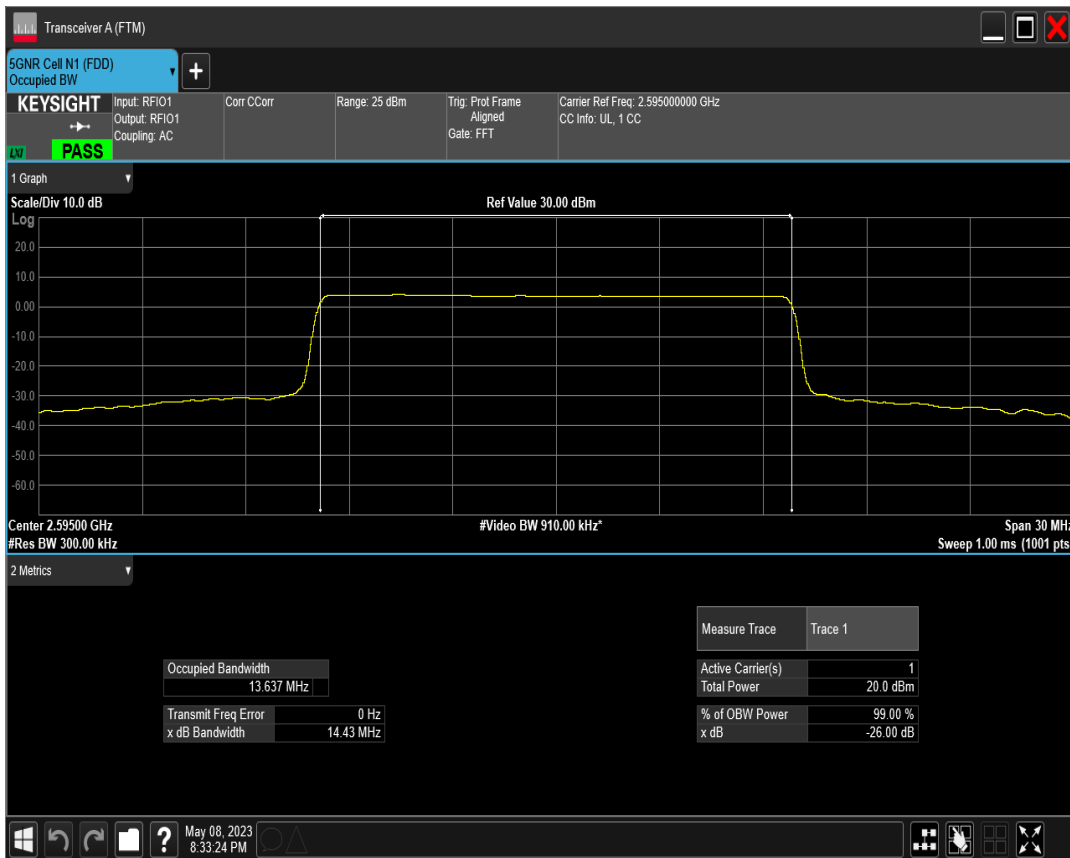 Transceiver A (FTM)
5GNR Cell N1 (FDD)
Occupied BW
+
KEYSIGHT
LXI
PASS
Input: RFIO1
Output: RFIO1
Coupling: AC
Corr CCorr
Range: 25 dBm
Trig: Prot Frame
Aligned
Gate: FFT
Carrier Ref Freq: 2.595000000 GHz
CC Info: UL, 1 CC
1 Graph
Scale/Div 10.0 dB
Ref Value 30.00 dBm
Log
20.0
10.0
0.00
-10.0
-20.0
-30.0
-40.0
-50.0
-60.0
Center 2.59500 GHz
#Video BW 910.00 kHz*
Span 30 MHz
#Res BW 300.00 kHz
Sweep 1.00 ms (1001 pts
2 Metrics
Measure Trace Trace 1
Occupied Bandwidth
13.637 MHz
Active Carrier(s) 1
Total Power 20.0 dBm
Transmit Freq Error 0 Hz
x dB Bandwidth 14.43 MHz
% of OBW Power 99.00 %
x dB -26.00 dB
?
May 08, 2023
8:33:24 PM